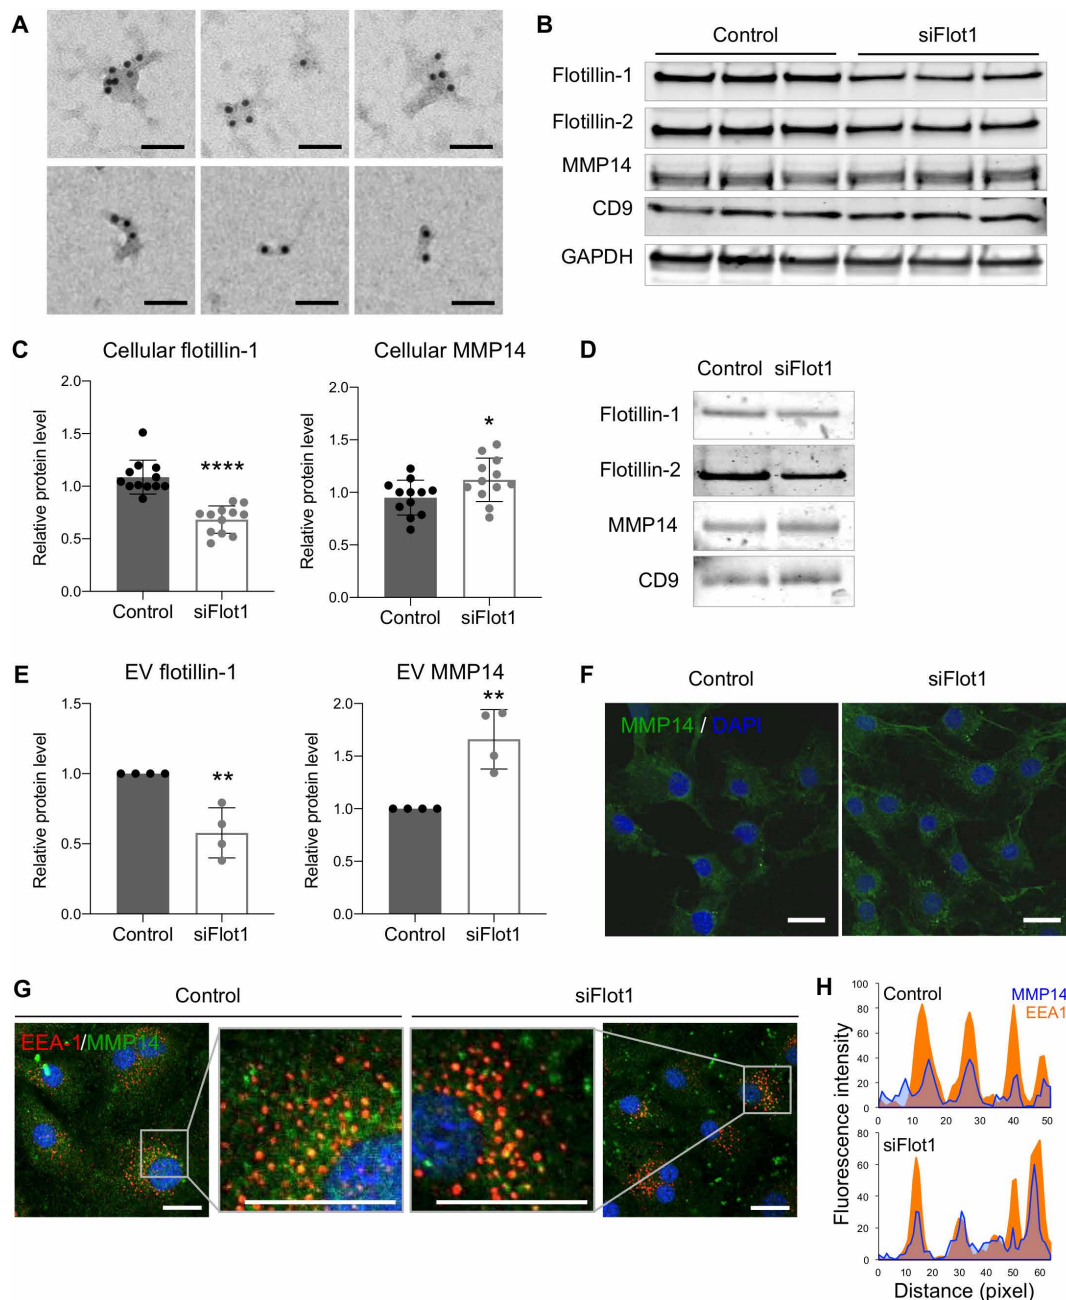 A
B
Control siFlot1
Flotillin-1
Flotillin-2
MMP14
CD9
GAPDH
C
Cellular flotillin-1
Relative protein level
2.0
1.5
1.0
0.5
0.0
****
Control siFlot1
Cellular MMP14
Relative protein level
2.0
1.5
1.0
0.5
0.0
*
Control siFlot1
D
Control siFlot1
Flotillin-1
Flotillin-2
MMP14
CD9
E
EV flotillin-1
Relative protein level
1.5
1.0
0.5
0.0
**
Control siFlot1
EV MMP14
Relative protein level
2.0
1.5
1.0
0.5
0.0
**
Control siFlot1
F
Control siFlot1
MMP14 / DAPI
G
Control siFlot1
EEA-1/MMP14
H
Control
MMP14
EEA1
Fluorescence intensity
100
80
60
40
20
0
0 10 20 30 40 50
siFlot1
80
60
40
20
0
0 10 20 30 40 50 60
Distance (pixel)